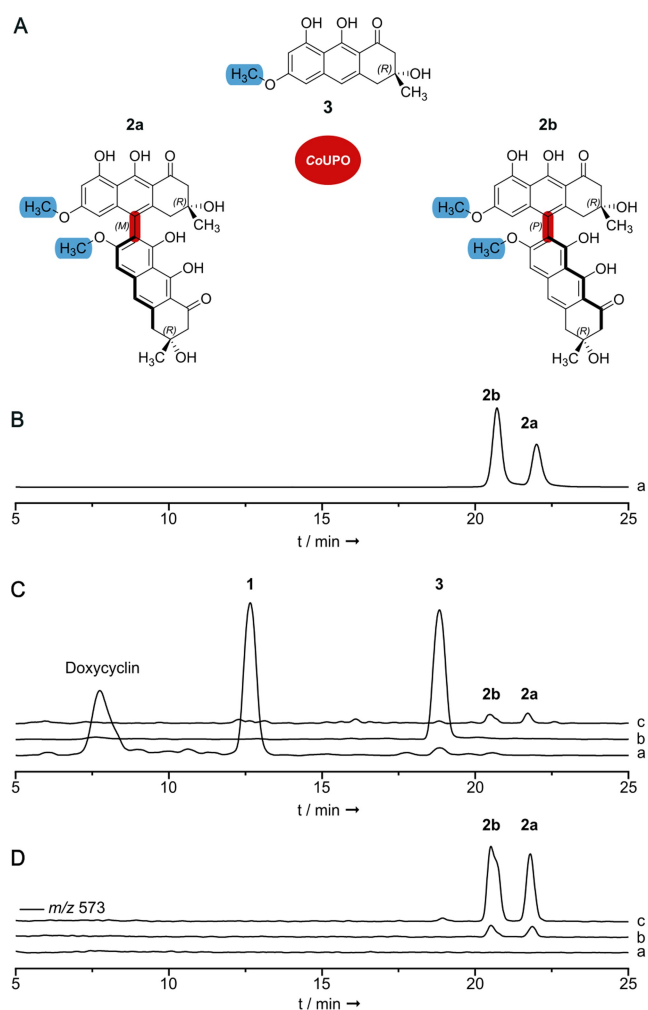 A
OH OH O
H₃C
O
(R)
OH
CH₃
3
2a
2b
CoUPO
OH OH O
H₃C
O
(R)
OH
CH₃
(M)
H₃C
O
OH
OH
O
(R)
H₃C OH
OH OH O
H₃C
O
(R)
OH
CH₃
(P)
H₃C
O
OH
OH
O
(R)
H₃C OH
B
2b
2a
a
5 10 15 20 25
t / min →
C
1
3
Doxycyclin
2b 2a
c
b
a
5 10 15 20 25
t / min →
D
2b 2a
m/z 573
c
b
a
5 10 15 20 25
t / min →